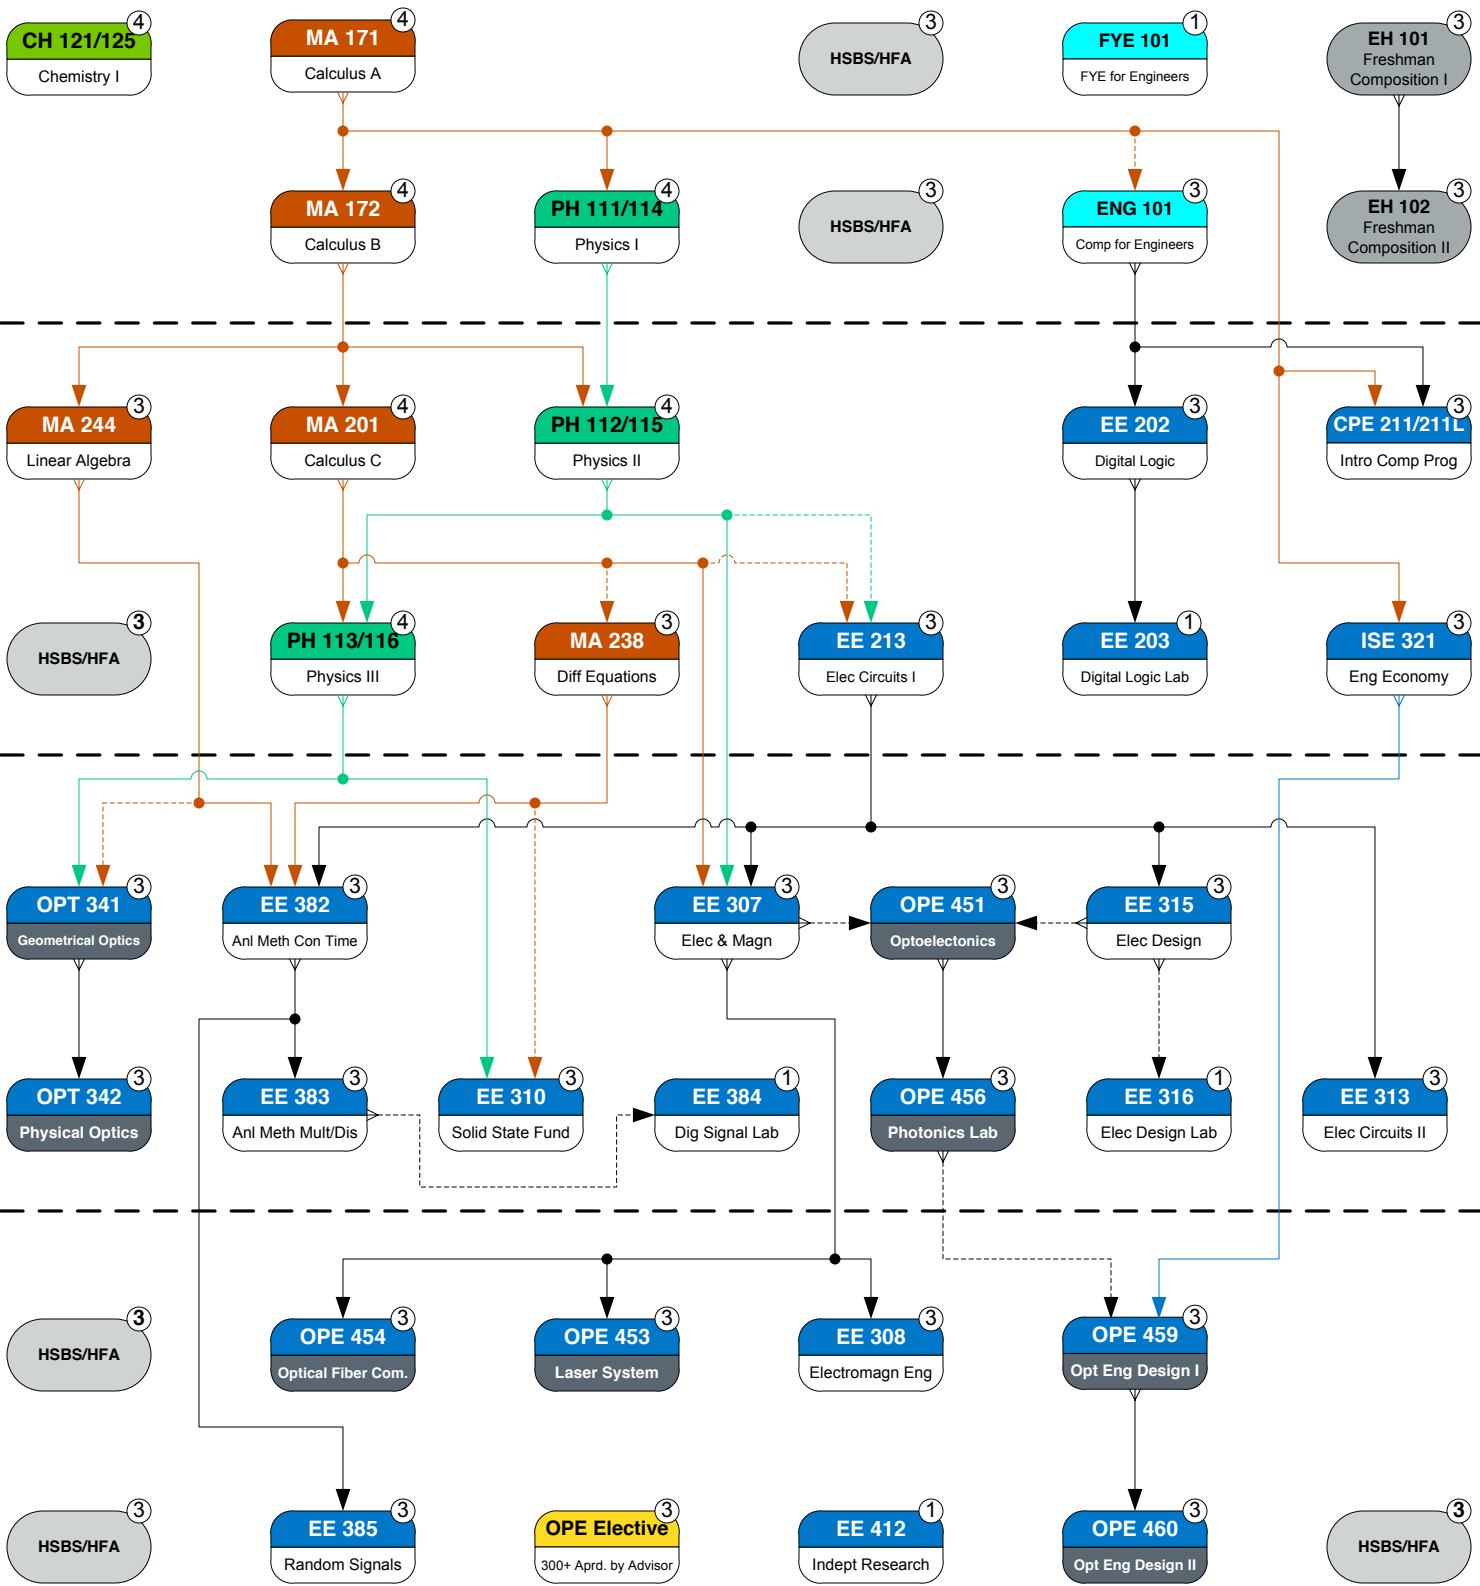 4
CH 121/125
Chemistry I
4
MA 171
Calculus A
3
HSBS/HFA
1
FYE 101
FYE for Engineers
3
EH 101
Freshman
Composition I
4
MA 172
Calculus B
4
PH 111/114
Physics I
3
HSBS/HFA
3
ENG 101
Comp for Engineers
3
EH 102
Freshman
Composition II
3
MA 244
Linear Algebra
4
MA 201
Calculus C
4
PH 112/115
Physics II
3
EE 202
Digital Logic
3
CPE 211/211L
Intro Comp Prog
3
HSBS/HFA
4
PH 113/116
Physics III
3
MA 238
Diff Equations
3
EE 213
Elec Circuits I
1
EE 203
Digital Logic Lab
3
ISE 321
Eng Economy
3
OPT 341
Geometrical Optics
3
EE 382
Anl Meth Con Time
3
EE 307
Elec & Magn
3
OPE 451
Optoelectonics
3
EE 315
Elec Design
3
OPT 342
Physical Optics
3
EE 383
Anl Meth Mult/Dis
3
EE 310
Solid State Fund
1
EE 384
Dig Signal Lab
3
OPE 456
Photonics Lab
1
EE 316
Elec Design Lab
3
EE 313
Elec Circuits II
3
HSBS/HFA
3
OPE 454
Optical Fiber Com.
3
OPE 453
Laser System
3
EE 308
Electromagn Eng
3
OPE 459
Opt Eng Design I
3
HSBS/HFA
3
EE 385
Random Signals
3
OPE Elective
300+ Aprd. by Advisor
1
EE 412
Indept Research
3
OPE 460
Opt Eng Design II
3
HSBS/HFA